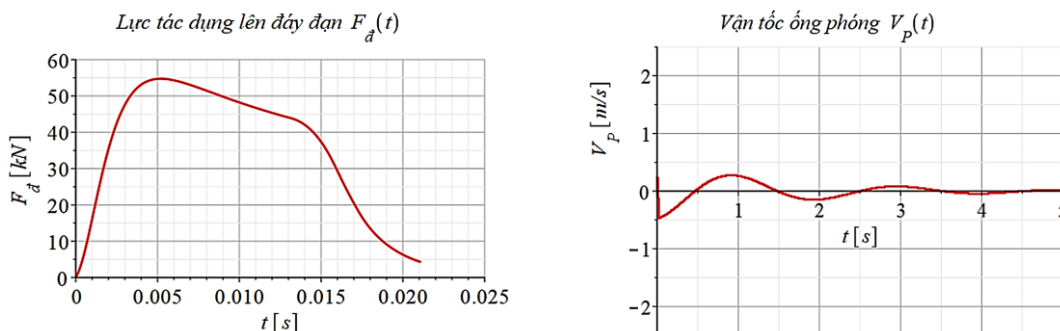 Lực tác dụng lên đáy đạn F_đ(t)
60
50
40
30
20
10
0
F_đ [kN]
0 0.005 0.010 0.015 0.020 0.025
t [s]
Vận tốc ống phóng V_P(t)
2
1
0
−1
−2
V_P [m/s]
1 2 3 4 5
t [s]